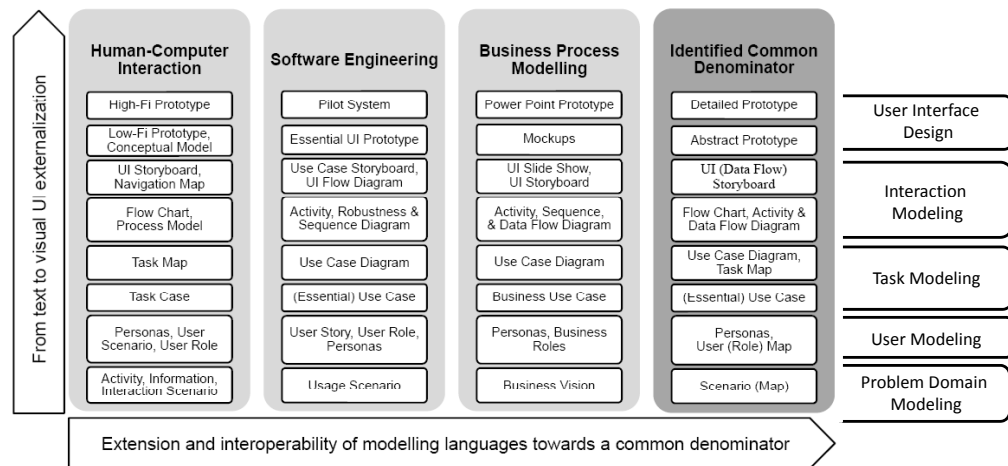 From text to visual UI externalization
Human-Computer
Interaction
High-Fi Prototype
Low-Fi Prototype,
Conceptual Model
UI Storyboard,
Navigation Map
Flow Chart,
Process Model
Task Map
Task Case
Personas, User
Scenario, User Role
Activity, Information,
Interaction Scenario
Software Engineering
Pilot System
Essential UI Prototype
Use Case Storyboard,
UI Flow Diagram
Activity, Robustness &
Sequence Diagram
Use Case Diagram
(Essential) Use Case
User Story, User Role,
Personas
Usage Scenario
Business Process
Modelling
Power Point Prototype
Mockups
UI Slide Show,
UI Storyboard
Activity, Sequence,
& Data Flow Diagram
Use Case Diagram
Business Use Case
Personas, Business
Roles
Business Vision
Identified Common
Denominator
Detailed Prototype
Abstract Prototype
UI (Data Flow)
Storyboard
Flow Chart, Activity &
Data Flow Diagram
Use Case Diagram,
Task Map
(Essential) Use Case
Personas,
User (Role) Map
Scenario (Map)
User Interface
Design
Interaction
Modeling
Task Modeling
User Modeling
Problem Domain
Modeling
Extension and interoperability of modelling languages towards a common denominator